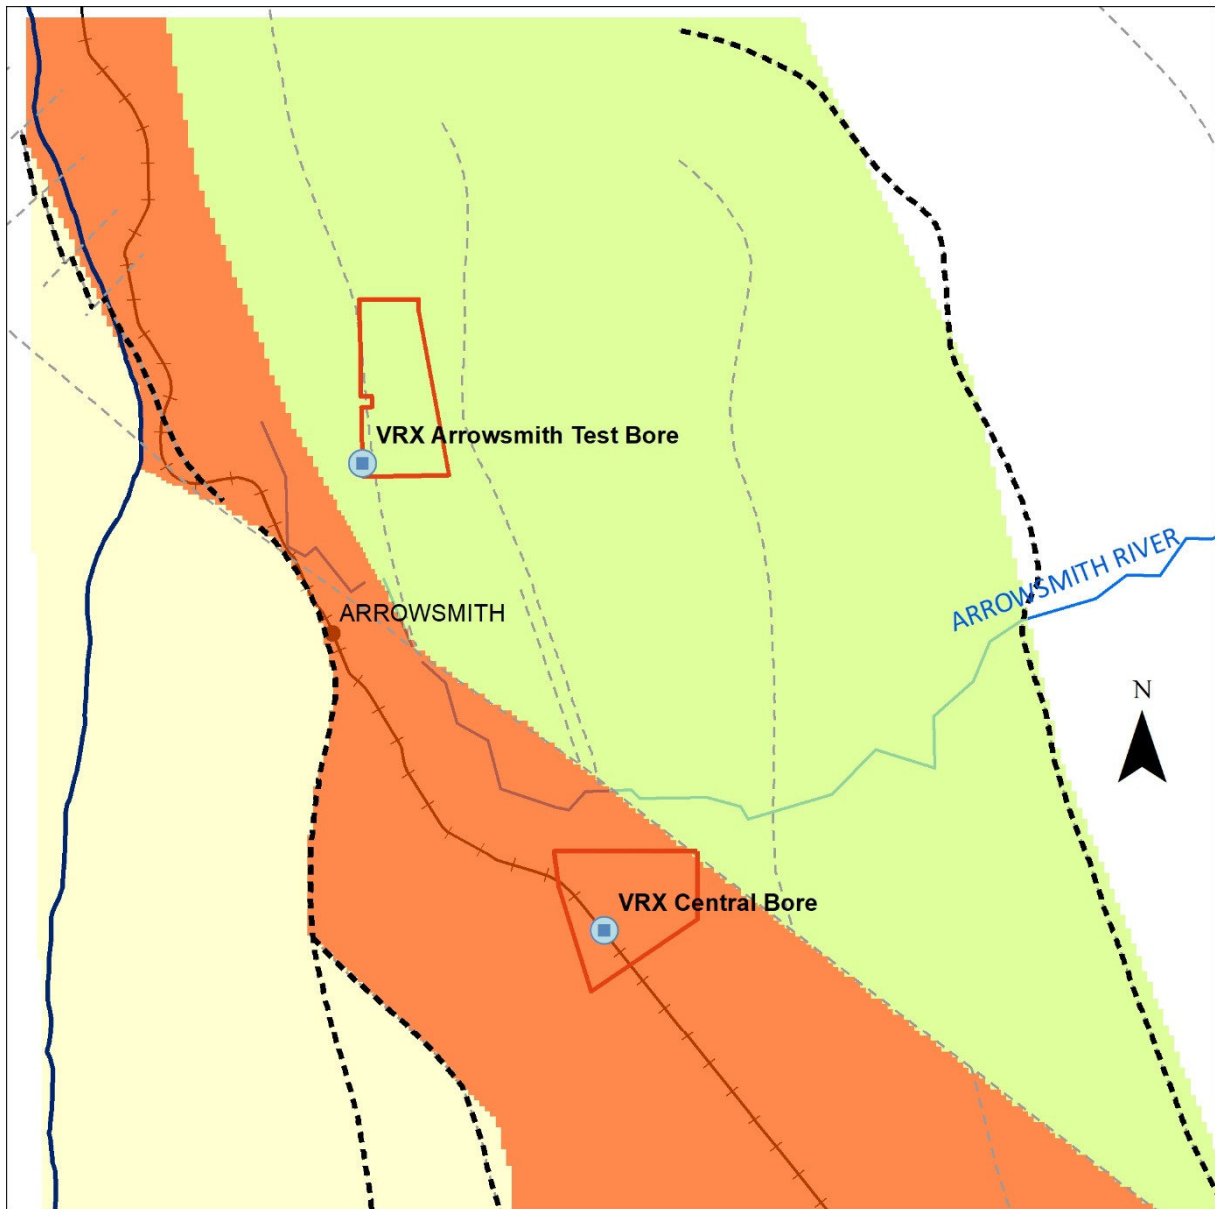 VRX Arrowsmith Test Bore
ARROWSMITH RIVER
ARROWSMITH
N
VRX Central Bore